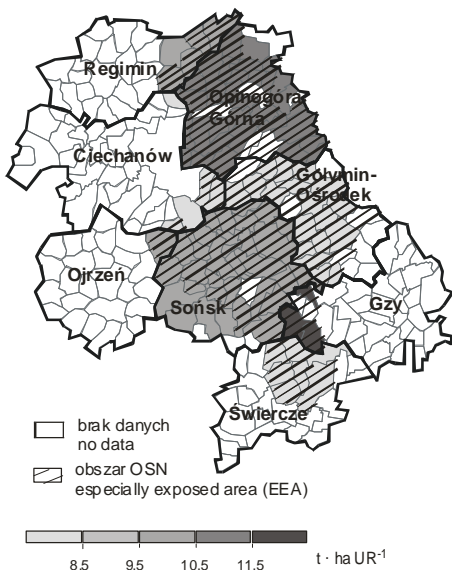 Regimin
Opinogóra
Górna
Ciechanów
Gołymin-
Ośrodek
Ojrzeń
Sońsk
Gzy
Świercze
brak danych
no data
obszar OSN
especially exposed area (EEA)
8.5 9.5 10.5 11.5 t · ha UR⁻¹